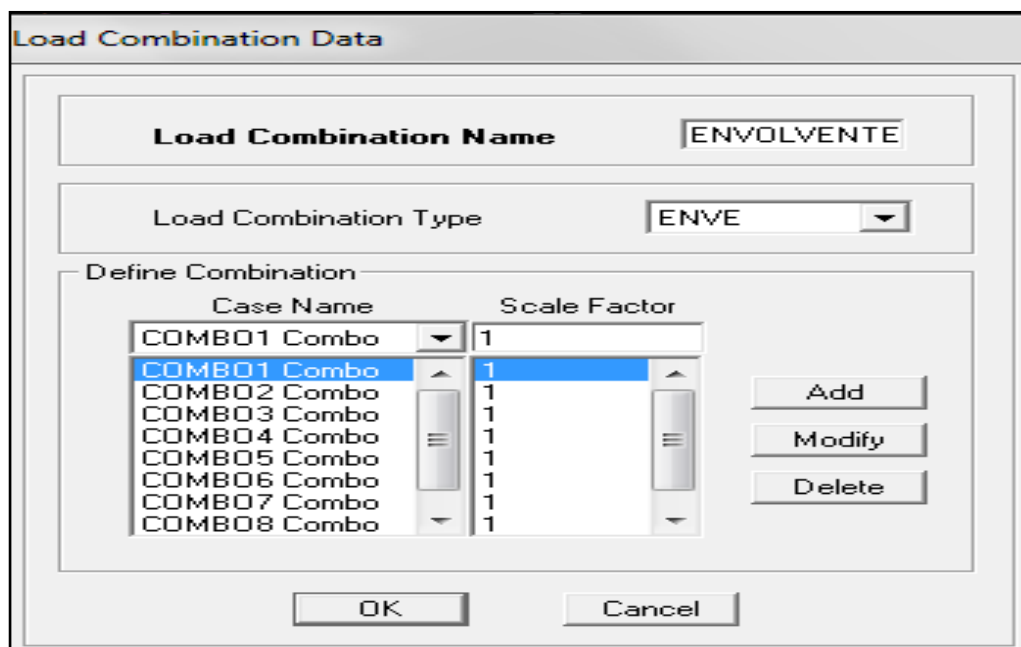 Load Combination Data
Load Combination Name ENVOLVENTE
Load Combination Type ENVE
Define Combination
Case Name Scale Factor
COMBO1 Combo 1
COMBO1 Combo 1
COMBO2 Combo 1
COMBO3 Combo 1
COMBO4 Combo 1
COMBO5 Combo 1
COMBO6 Combo 1
COMBO7 Combo 1
COMBO8 Combo 1
Add
Modify
Delete
OK Cancel